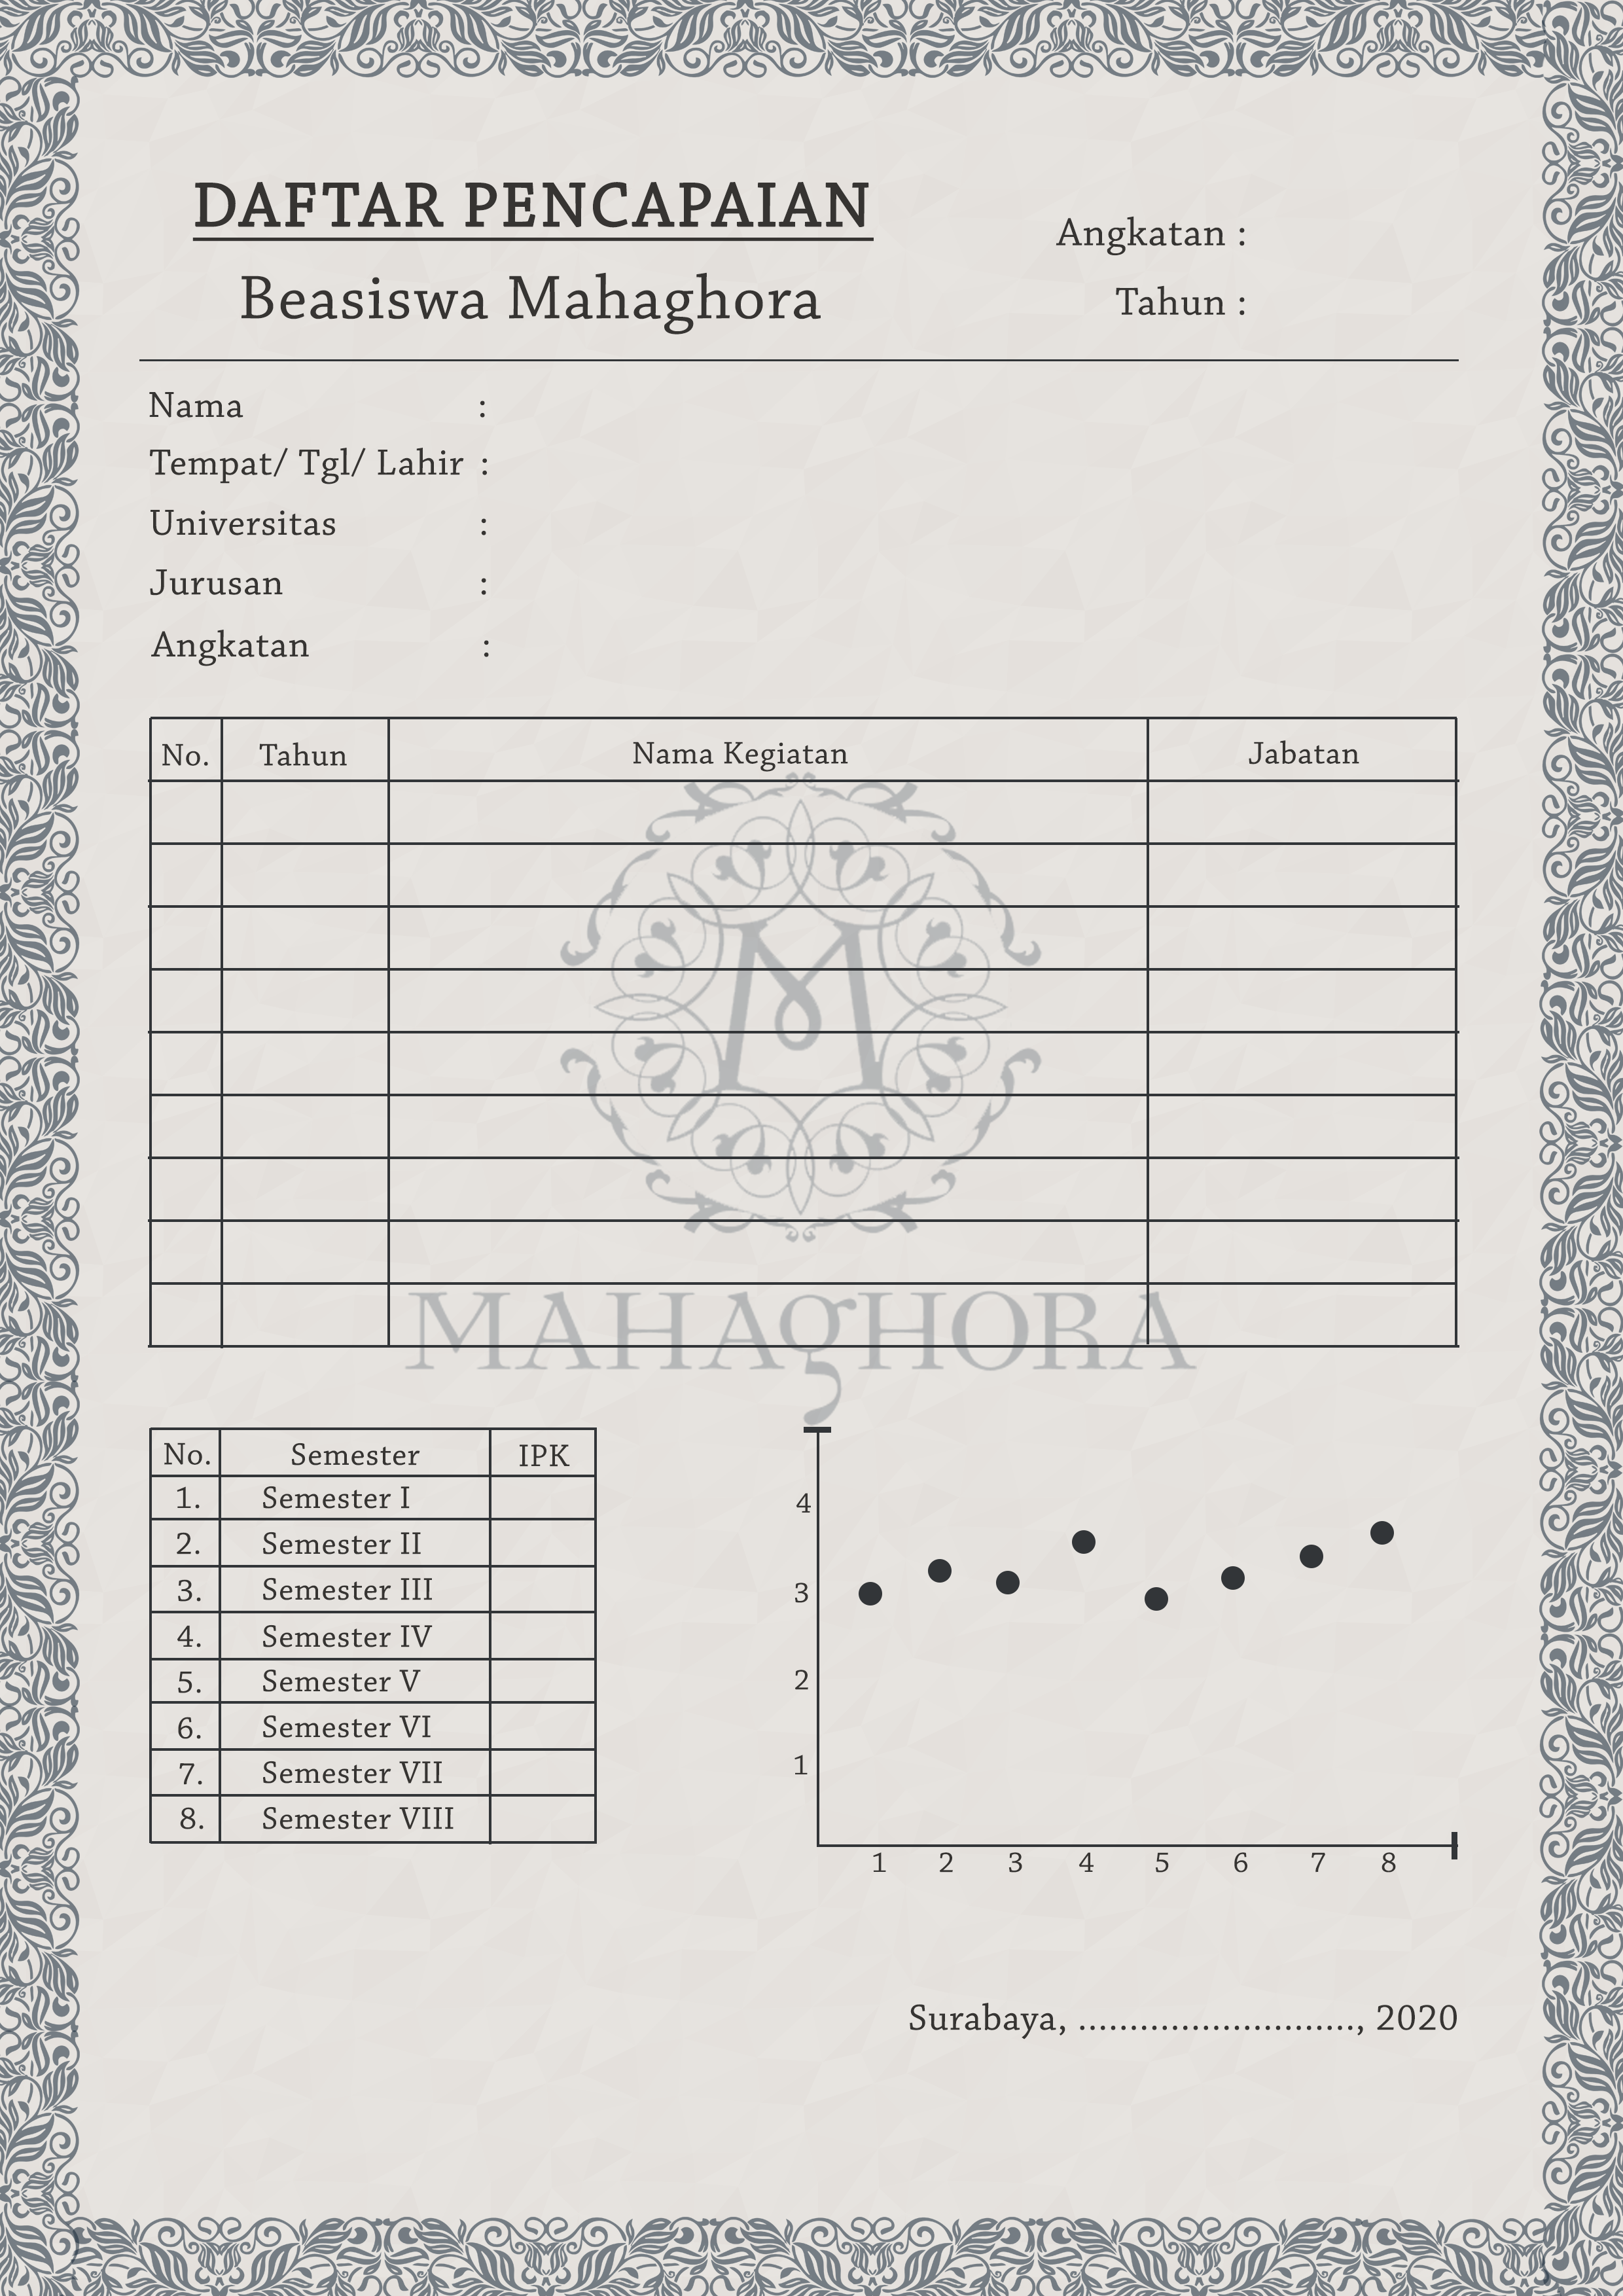 DAFTAR PENCAPAIAN
Beasiswa Mahaghora
Angkatan :
Tahun :
Nama :
Tempat/ Tgl/ Lahir :
Universitas :
Jurusan :
Angkatan :
No. Tahun Nama Kegiatan Jabatan
M
MAHAgHORA
No. Semester IPK
1. Semester I
2. Semester II
3. Semester III
4. Semester IV
5. Semester V
6. Semester VI
7. Semester VII
8. Semester VIII
4
3
2
1
1 2 3 4 5 6 7 8
Surabaya, ..........................., 2020